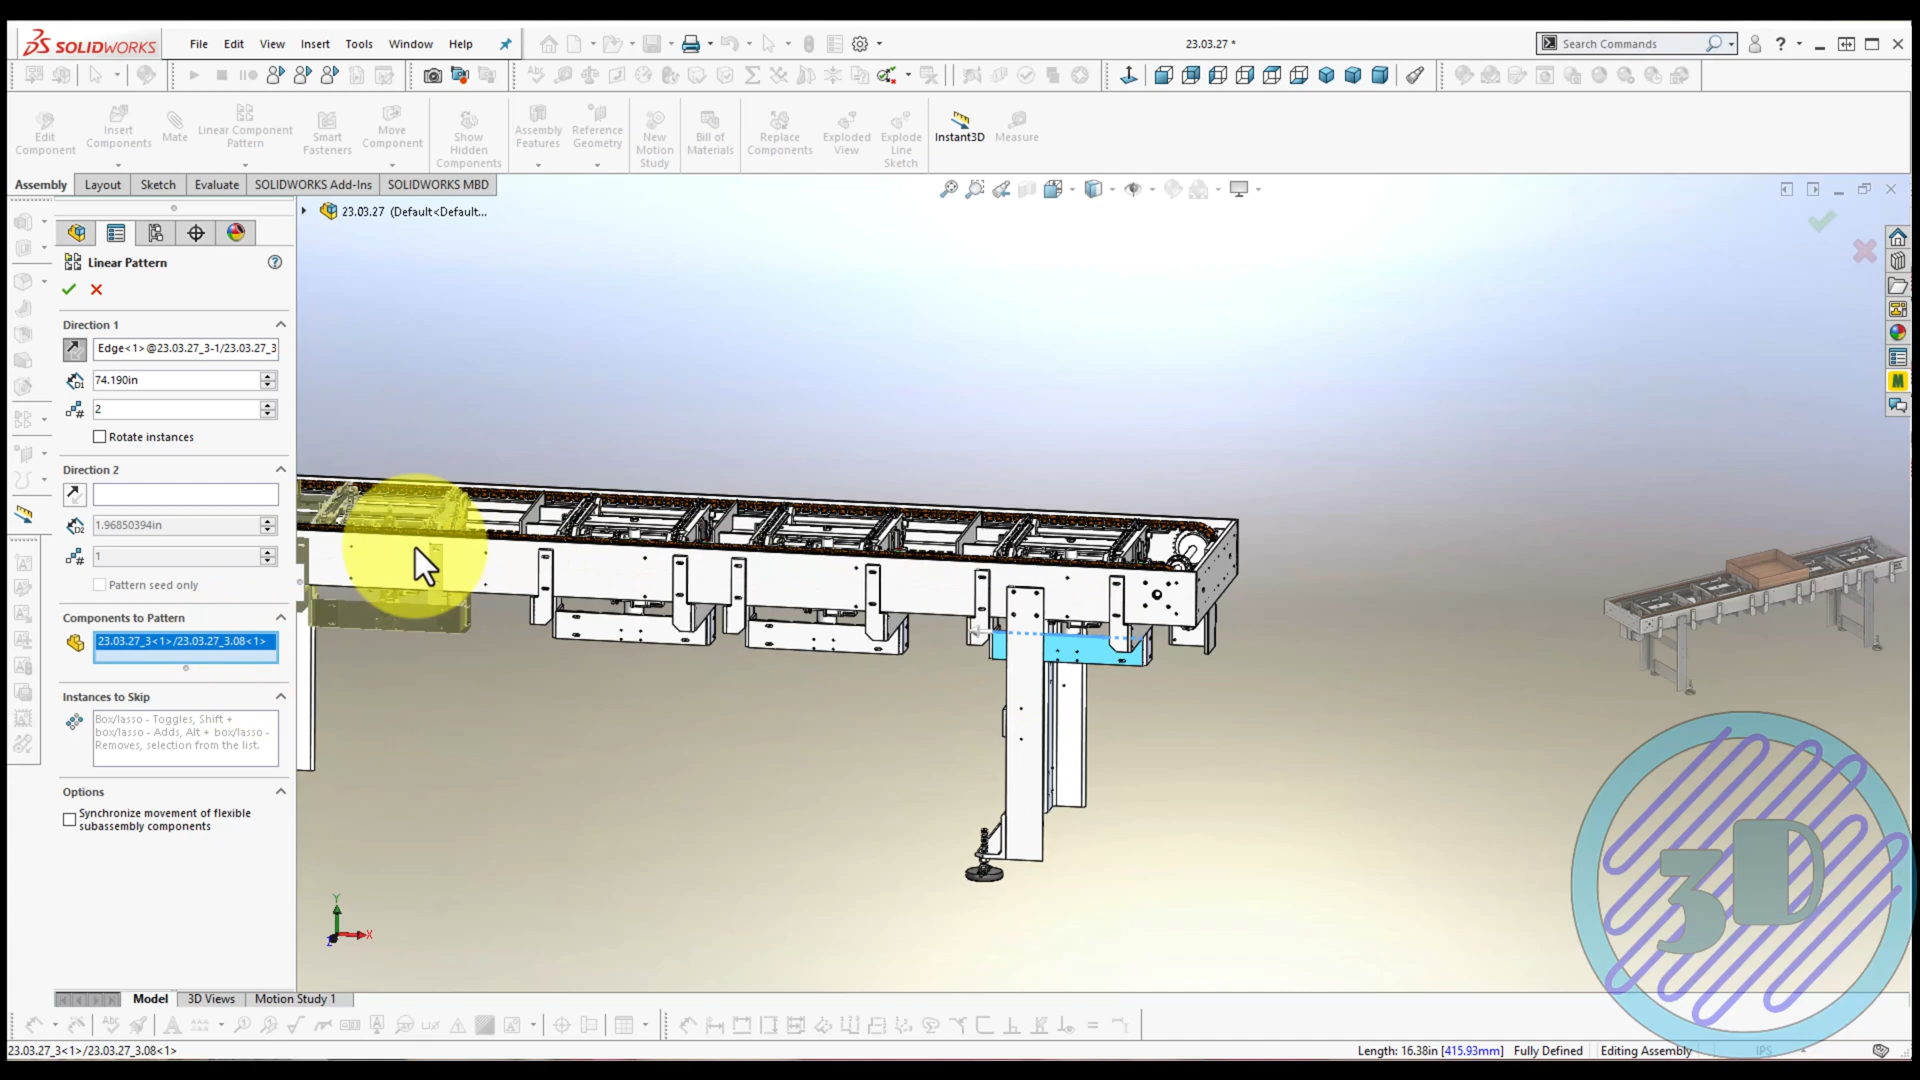 SOLIDWORKS File Edit View Insert Tools Window Help 23.03.27 * Search Commands ?
Edit Component
Insert Components
Mate
Linear Component Pattern
Smart Fasteners
Move Component
Show Hidden Components
Assembly Features
Reference Geometry
New Motion Study
Bill of Materials
Replace Components
Exploded View
Explode Line Sketch
Instant3D
Measure
Assembly Layout Sketch Evaluate SOLIDWORKS Add-Ins SOLIDWORKS MBD
23.03.27 (Default<Default...
Linear Pattern
Direction 1
Edge<1>@23.03.27_3-1/23.03.27_3
74.190in
2
Rotate instances
Direction 2
1.96850394in
1
Pattern seed only
Components to Pattern
23.03.27_3<1>/23.03.27_3.08<1>
Instances to Skip
Box/lasso - Toggles, Shift +
box/lasso - Adds, Alt + box/lasso -
Removes, selection from the list.
Options
Synchronize movement of flexible
subassembly components
M
Y
X
Z
3D
Model 3D Views Motion Study 1
23.03.27_3<1>/23.03.27_3.08<1> Length: 16.38in [415.93mm] Fully Defined Editing Assembly IPS